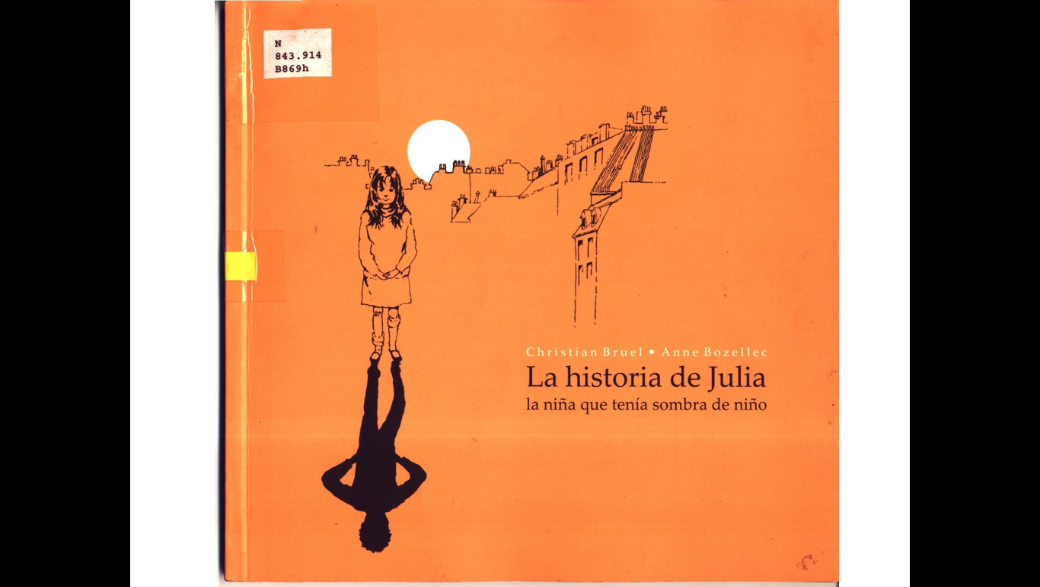 N
843.914
B869h
Christian Bruel • Anne Bozellec
La historia de Julia
la niña que tenía sombra de niño